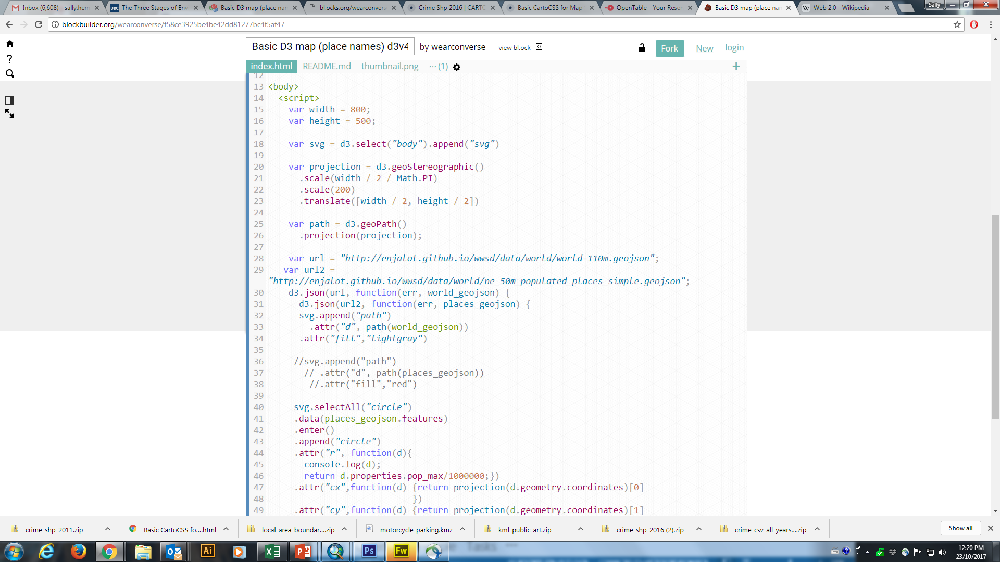 Inbox (6,608) - sally.her
The Three Stages of Env
Basic D3 map (place nam
bl.ocks.org/wearconvers
Crime Shp 2016 | CARTO
Basic CartoCSS for Map
OpenTable - Your Reser
Basic D3 map (place nam
Web 2.0 - Wikipedia
Sally
blockbuilder.org/wearconverse/f58ce3925bc4be42dd81277bc4f5af47
Basic D3 map (place names) d3v4 by wearconverse view bl.ock
Fork New login
index.html README.md thumbnail.png ... (1) +
12
13 <body>
14 <script>
15 var width = 800;
16 var height = 500;
17
18 var svg = d3.select("body").append("svg")
19
20 var projection = d3.geoStereographic()
21 .scale(width / 2 / Math.PI)
22 .scale(200)
23 .translate([width / 2, height / 2])
24
25 var path = d3.geoPath()
26 .projection(projection);
27
28 var url = "http://enjalot.github.io/wwsd/data/world/world-110m.geojson";
29 var url2 =
"http://enjalot.github.io/wwsd/data/world/ne_50m_populated_places_simple.geojson";
30 d3.json(url, function(err, world_geojson) {
31 d3.json(url2, function(err, places_geojson) {
32 svg.append("path")
33 .attr("d", path(world_geojson))
34 .attr("fill","lightgray")
35
36 //svg.append("path")
37 // .attr("d", path(places_geojson))
38 //.attr("fill","red")
39
40 svg.selectAll("circle")
41 .data(places_geojson.features)
42 .enter()
43 .append("circle")
44 .attr("r", function(d){
45 console.log(d);
46 return d.properties.pop_max/1000000;})
47 .attr("cx",function(d) {return projection(d.geometry.coordinates)[0]
48 })
49 .attr("cy",function(d) {return projection(d.geometry.coordinates)[1]
crime_shp_2011.zip
Basic CartoCSS fo....html
local_area_boundar....zip
motorcycle_parking.kmz
kml_public_art.zip
crime_shp_2016 (2).zip
crime_csv_all_years....zip
Show all
Ai
Ps
Fw
12:20 PM
23/10/2017